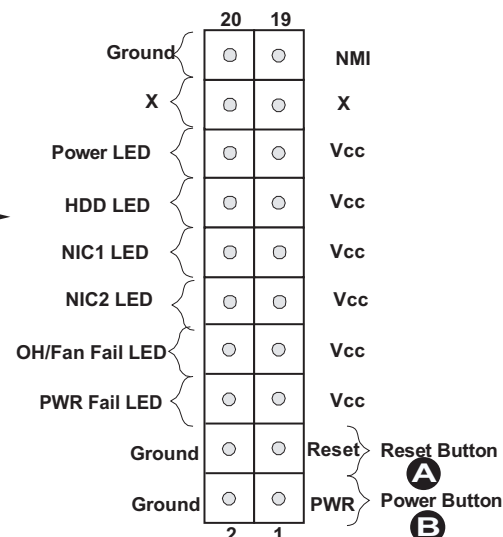 20 19
Ground NMI
X X
Power LED Vcc
HDD LED Vcc
NIC1 LED Vcc
NIC2 LED Vcc
OH/Fan Fail LED Vcc
PWR Fail LED Vcc
Ground Reset Reset Button
A
Ground PWR Power Button
2 1 B